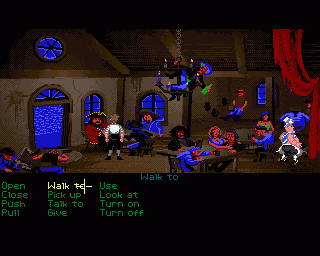 Walk to
Open Walk to Use
Close Pick up Look at
Push Talk to Turn on
Pull Give Turn off